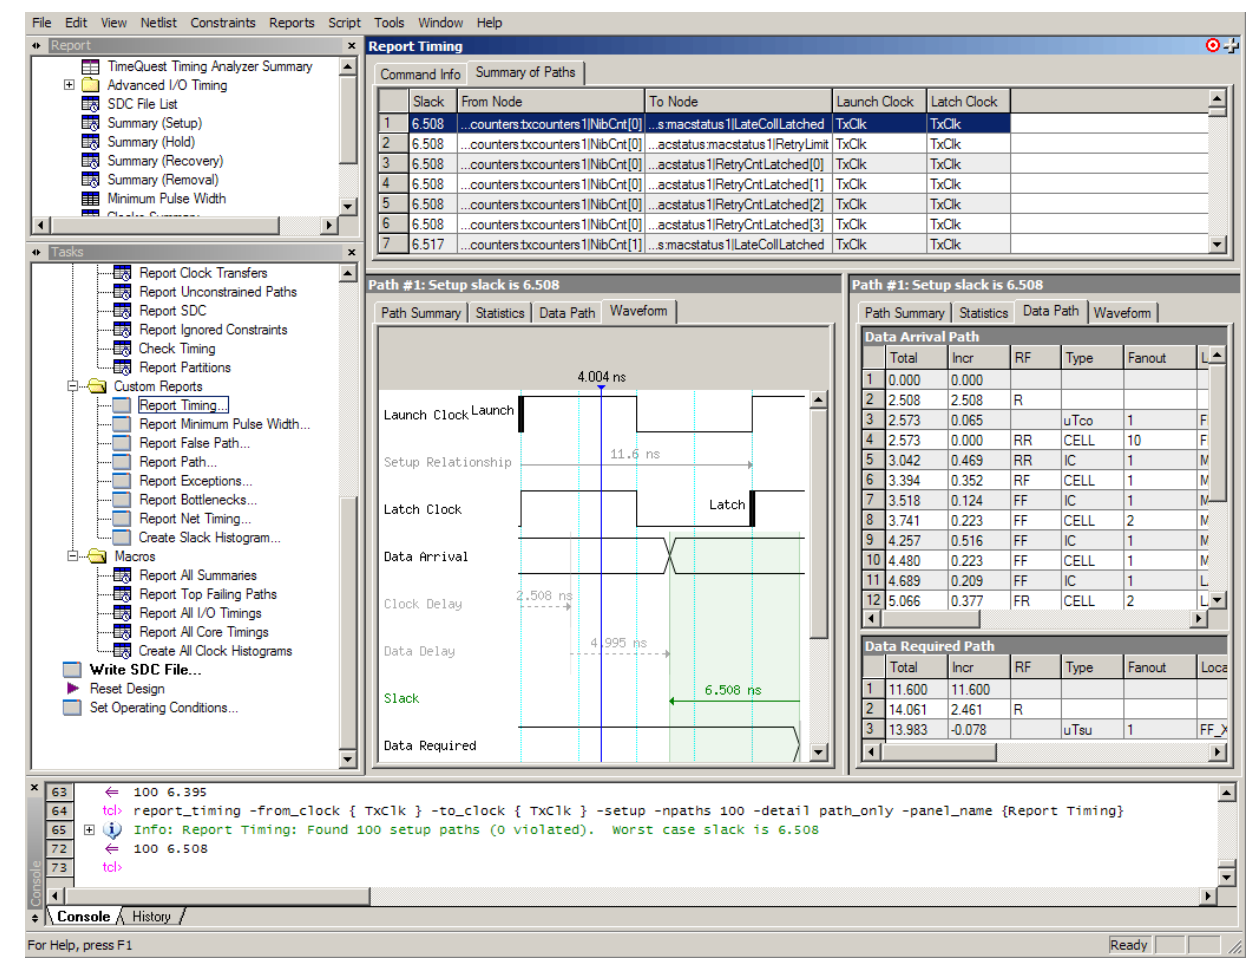 File Edit View Netlist Constraints Reports Script Tools Window Help
Report
TimeQuest Timing Analyzer Summary
Advanced I/O Timing
SDC File List
Summary (Setup)
Summary (Hold)
Summary (Recovery)
Summary (Removal)
Minimum Pulse Width
Tasks
Report Clock Transfers
Report Unconstrained Paths
Report SDC
Report Ignored Constraints
Check Timing
Report Partitions
Custom Reports
Report Timing...
Report Minimum Pulse Width...
Report False Path...
Report Path...
Report Exceptions...
Report Bottlenecks...
Report Net Timing...
Create Slack Histogram...
Macros
Report All Summaries
Report Top Failing Paths
Report All I/O Timings
Report All Core Timings
Create All Clock Histograms
Write SDC File...
Reset Design
Set Operating Conditions...
Report Timing
Command Info Summary of Paths
Slack From Node To Node Launch Clock Latch Clock
1 6.508 ...counters:txcounters1|NibCnt[0] ...s:macstatus1|LateCollLatched TxClk TxClk
2 6.508 ...counters:txcounters1|NibCnt[0] ...acstatus:macstatus1|RetryLimit TxClk TxClk
3 6.508 ...counters:txcounters1|NibCnt[0] ...acstatus1|RetryCntLatched[0] TxClk TxClk
4 6.508 ...counters:txcounters1|NibCnt[0] ...acstatus1|RetryCntLatched[1] TxClk TxClk
5 6.508 ...counters:txcounters1|NibCnt[0] ...acstatus1|RetryCntLatched[2] TxClk TxClk
6 6.508 ...counters:txcounters1|NibCnt[0] ...acstatus1|RetryCntLatched[3] TxClk TxClk
7 6.517 ...counters:txcounters1|NibCnt[1] ...s:macstatus1|LateCollLatched TxClk TxClk
Path #1: Setup slack is 6.508
Path Summary Statistics Data Path Waveform
4.004 ns
Launch Clock Launch
Setup Relationship 11.6 ns
Latch Clock Latch
Data Arrival
Clock Delay 2.508 ns
Data Delay 4.995 ns
Slack 6.508 ns
Data Required
Path #1: Setup slack is 6.508
Path Summary Statistics Data Path Waveform
Data Arrival Path
Total Incr RF Type Fanout L
1 0.000 0.000
2 2.508 2.508 R
3 2.573 0.065 uTco 1 F
4 2.573 0.000 RR CELL 10 F
5 3.042 0.469 RR IC 1 M
6 3.394 0.352 RF CELL 1 M
7 3.518 0.124 FF IC 1 M
8 3.741 0.223 FF CELL 2 M
9 4.257 0.516 FF IC 1 M
10 4.480 0.223 FF CELL 1 M
11 4.689 0.209 FF IC 1 L
12 5.066 0.377 FR CELL 2 L
Data Required Path
Total Incr RF Type Fanout Loca
1 11.600 11.600
2 14.061 2.461 R
3 13.983 -0.078 uTsu 1 FF_X
63 100 6.395
64 tcl> report_timing -from_clock { TxClk } -to_clock { TxClk } -setup -npaths 100 -detail path_only -panel_name {Report Timing}
65 Info: Report Timing: Found 100 setup paths (0 violated). Worst case slack is 6.508
72 100 6.508
73 tcl>
Console
Console History
For Help, press F1
Ready